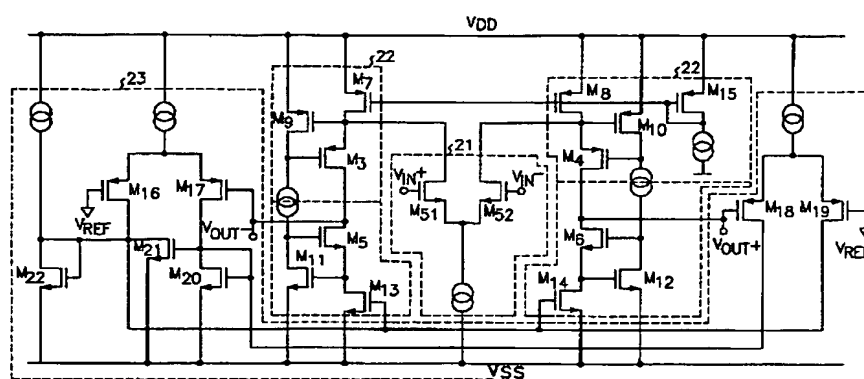 VDD
23
22
22
M7
M8
M15
M9
M10
M3
M4
21
M16
M17
VIN+
VIN-
M18
M19
VREF
VOUT-
M51
M52
VOUT+
VREF
M21
M5
M6
M22
M20
M11
M13
M14
M12
VSS